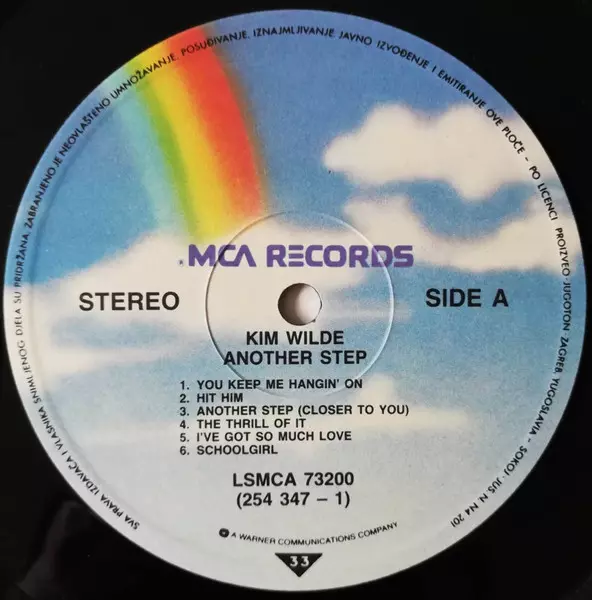 SVA PRAVA IZDAVAČA I VLASNIKA SNIMLJENOG DJELA SU PRIDRŽANA. ZABRANJENO JE NEOVLAŠTENO UMNOŽAVANJE, POSUĐIVANJE, IZNAJMLJIVANJE JAVNO IZVOĐENJE I EMITIRANJE OVE PLOČE – PO LICENCI PROIZVEO - JUGOTON ZAGREB, YUGOSLAVIA – SOKOJ JUS N. N4. 201
MCA RECORDS
STEREO
SIDE A
KIM WILDE
ANOTHER STEP
1. YOU KEEP ME HANGIN' ON
2. HIT HIM
3. ANOTHER STEP (CLOSER TO YOU)
4. THE THRILL OF IT
5. I'VE GOT SO MUCH LOVE
6. SCHOOLGIRL
LSMCA 73200
(254 347 – 1)
A WARNER COMMUNICATIONS COMPANY
33